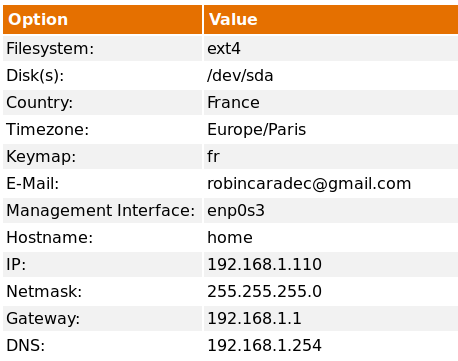 Option Value
Filesystem: ext4
Disk(s): /dev/sda
Country: France
Timezone: Europe/Paris
Keymap: fr
E-Mail: robincaradec@gmail.com
Management Interface: enp0s3
Hostname: home
IP: 192.168.1.110
Netmask: 255.255.255.0
Gateway: 192.168.1.1
DNS: 192.168.1.254